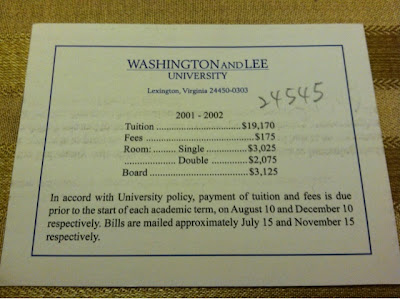 WASHINGTON AND LEE
UNIVERSITY
Lexington, Virginia 24450-0303
24545
2001 - 2002
Tuition ................................. $19,170
Fees ......................................... $175
Room: ....... Single ................. $3,025
.................... Double ............... $2,075
Board .................................... $3,125
In accord with University policy, payment of tuition and fees is due
prior to the start of each academic term, on August 10 and December 10
respectively. Bills are mailed approximately July 15 and November 15
respectively.